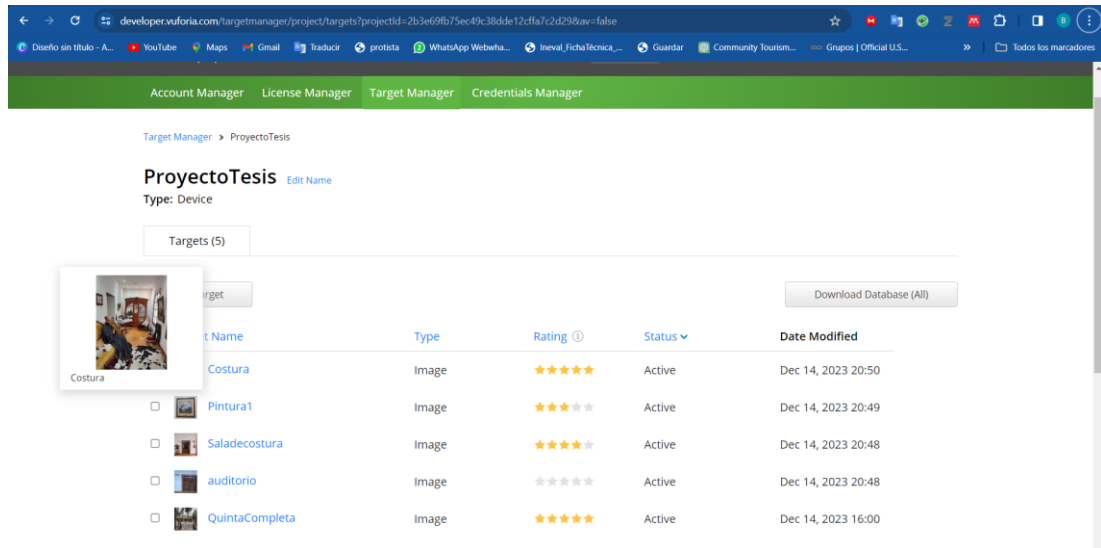 developer.vuforia.com/targetmanager/project/targets?projectId=2b3e69fb75ec49c38dde12cffa7c2d29&av=false
Diseño sin título - A... YouTube Maps Gmail Traducir protista WhatsApp Webwha... Ineval_FichaTécnica_... Guardar Community Tourism... Grupos | Official U.S... » Todos los marcadores
Account Manager License Manager Target Manager Credentials Manager
Target Manager > ProyectoTesis
ProyectoTesis Edit Name
Type: Device
Targets (5)
Download Database (All)
Name Type Rating Status Date Modified
Costura
Costura Image Active Dec 14, 2023 20:50
Pintura1 Image Active Dec 14, 2023 20:49
Saladecostura Image Active Dec 14, 2023 20:48
auditorio Image Active Dec 14, 2023 20:48
QuintaCompleta Image Active Dec 14, 2023 16:00